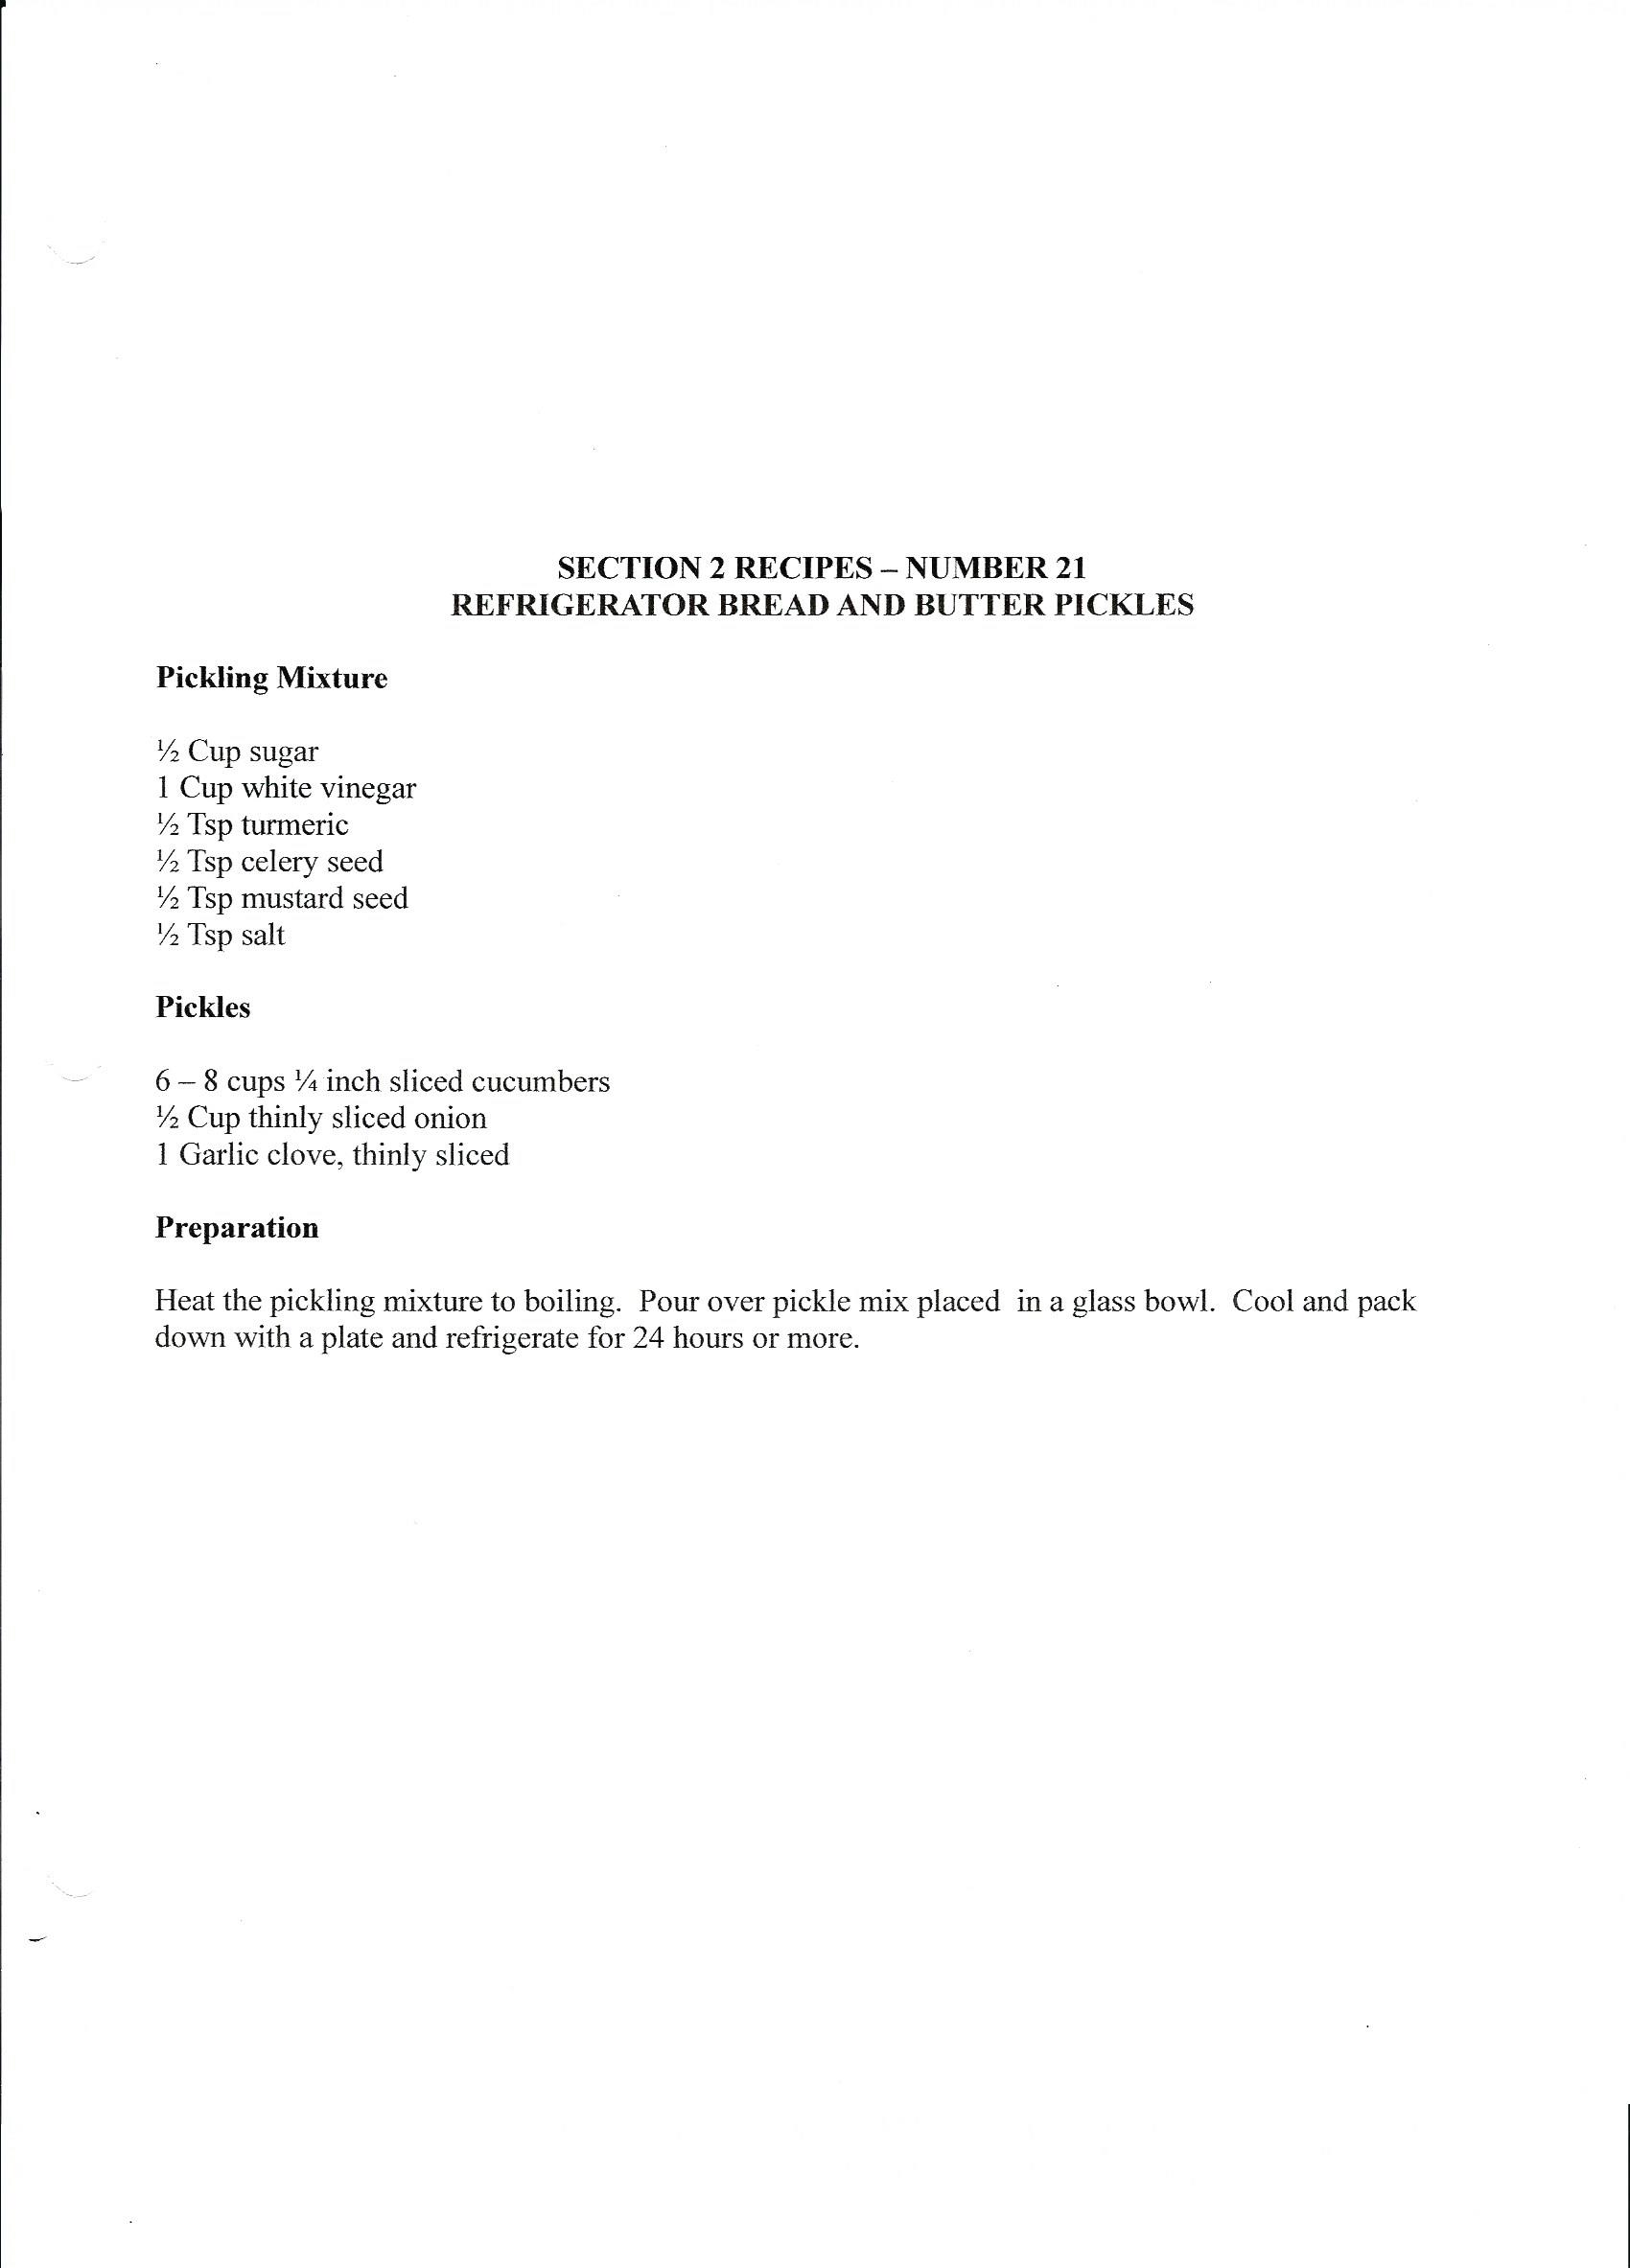 SECTION 2 RECIPES – NUMBER 21
REFRIGERATOR BREAD AND BUTTER PICKLES
Pickling Mixture
½ Cup sugar
1 Cup white vinegar
½ Tsp turmeric
½ Tsp celery seed
½ Tsp mustard seed
½ Tsp salt
Pickles
6 – 8 cups ¼ inch sliced cucumbers
½ Cup thinly sliced onion
1 Garlic clove, thinly sliced
Preparation
Heat the pickling mixture to boiling.  Pour over pickle mix placed  in a glass bowl.  Cool and pack
down with a plate and refrigerate for 24 hours or more.